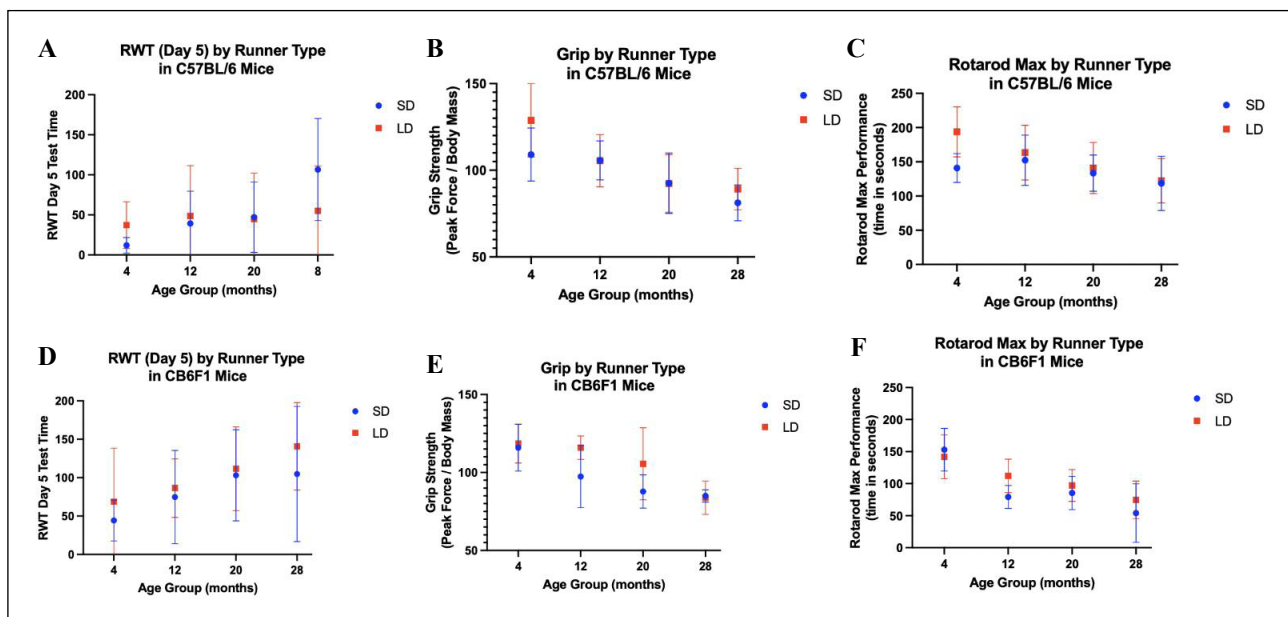 A
RWT (Day 5) by Runner Type
in C57BL/6 Mice
RWT Day 5 Test Time
200
150
100
50
0
4 12 20 8
Age Group (months)
SD
LD
B
Grip by Runner Type
in C57BL/6 Mice
Grip Strength
(Peak Force / Body Mass)
150
100
50
4 12 20 28
Age Group (months)
SD
LD
C
Rotarod Max by Runner Type
in C57BL/6 Mice
Rotarod Max Performance
(time in seconds)
250
200
150
100
50
0
4 12 20 28
Age Group (months)
SD
LD
D
RWT (Day 5) by Runner Type
in CB6F1 Mice
RWT Day 5 Test Time
200
150
100
50
0
4 12 20 28
Age Group (months)
SD
LD
E
Grip by Runner Type
in CB6F1 Mice
Grip Strength
(Peak Force / Body Mass)
150
100
50
4 12 20 28
Age Group (months)
SD
LD
F
Rotarod Max by Runner Type
in CB6F1 Mice
Rotarod Max Performance
(time in seconds)
250
200
150
100
50
0
4 12 20 28
Age Group (months)
SD
LD